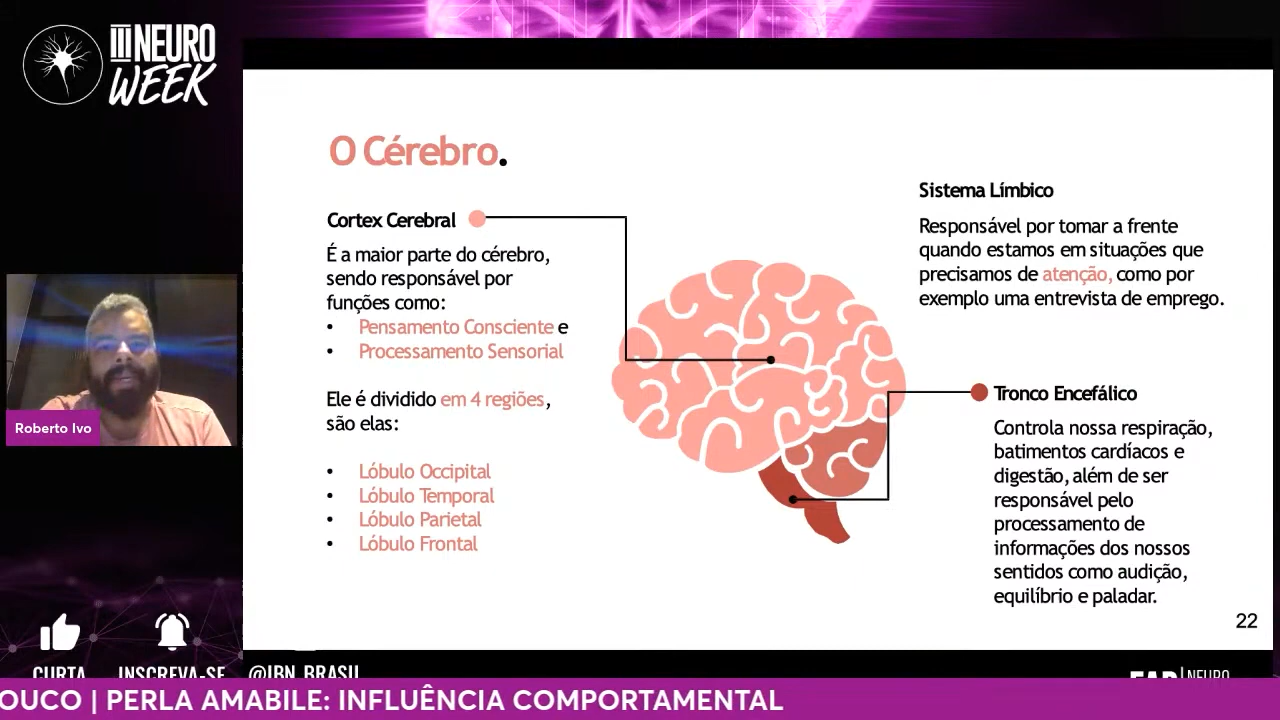 III NEURO
WEEK
O Cérebro.
Cortex Cerebral
É a maior parte do cérebro,
sendo responsável por
funções como:
• Pensamento Consciente e
• Processamento Sensorial
Ele é dividido em 4 regiões,
são elas:
• Lóbulo Occipital
• Lóbulo Temporal
• Lóbulo Parietal
• Lóbulo Frontal
Sistema Límbico
Responsável por tomar a frente
quando estamos em situações que
precisamos de atenção, como por
exemplo uma entrevista de emprego.
Tronco Encefálico
Controla nossa respiração,
batimentos cardíacos e
digestão, além de ser
responsável pelo
processamento de
informações dos nossos
sentidos como audição,
equilíbrio e paladar.
22
Roberto Ivo
CURTA
INSCREVA-SE
@IBN_BRASIL
NEURO
OUCO | PERLA AMABILE: INFLUÊNCIA COMPORTAMENTAL